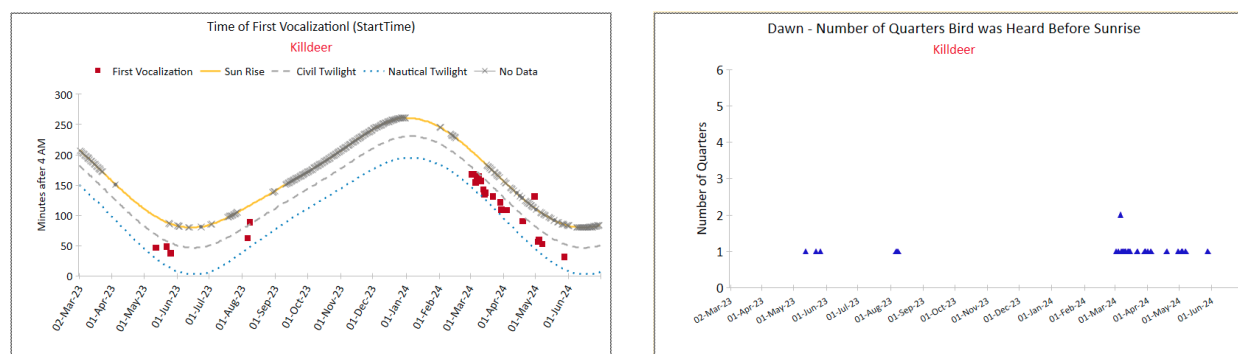 Time of First Vocalizationl (StartTime)
Killdeer
First Vocalization Sun Rise Civil Twilight Nautical Twilight No Data
Minutes after 4 AM
300
250
200
150
100
50
0
02-Mar-23 01-Apr-23 01-May-23 01-Jun-23 01-Jul-23 01-Aug-23 01-Sep-23 01-Oct-23 01-Nov-23 01-Dec-23 01-Jan-24 01-Feb-24 01-Mar-24 01-Apr-24 01-May-24 01-Jun-24
Dawn - Number of Quarters Bird was Heard Before Sunrise
Killdeer
Number of Quarters
6
5
4
3
2
1
0
02-Mar-23 01-Apr-23 01-May-23 01-Jun-23 01-Jul-23 01-Aug-23 01-Sep-23 01-Oct-23 01-Nov-23 01-Dec-23 01-Jan-24 01-Feb-24 01-Mar-24 01-Apr-24 01-May-24 01-Jun-24